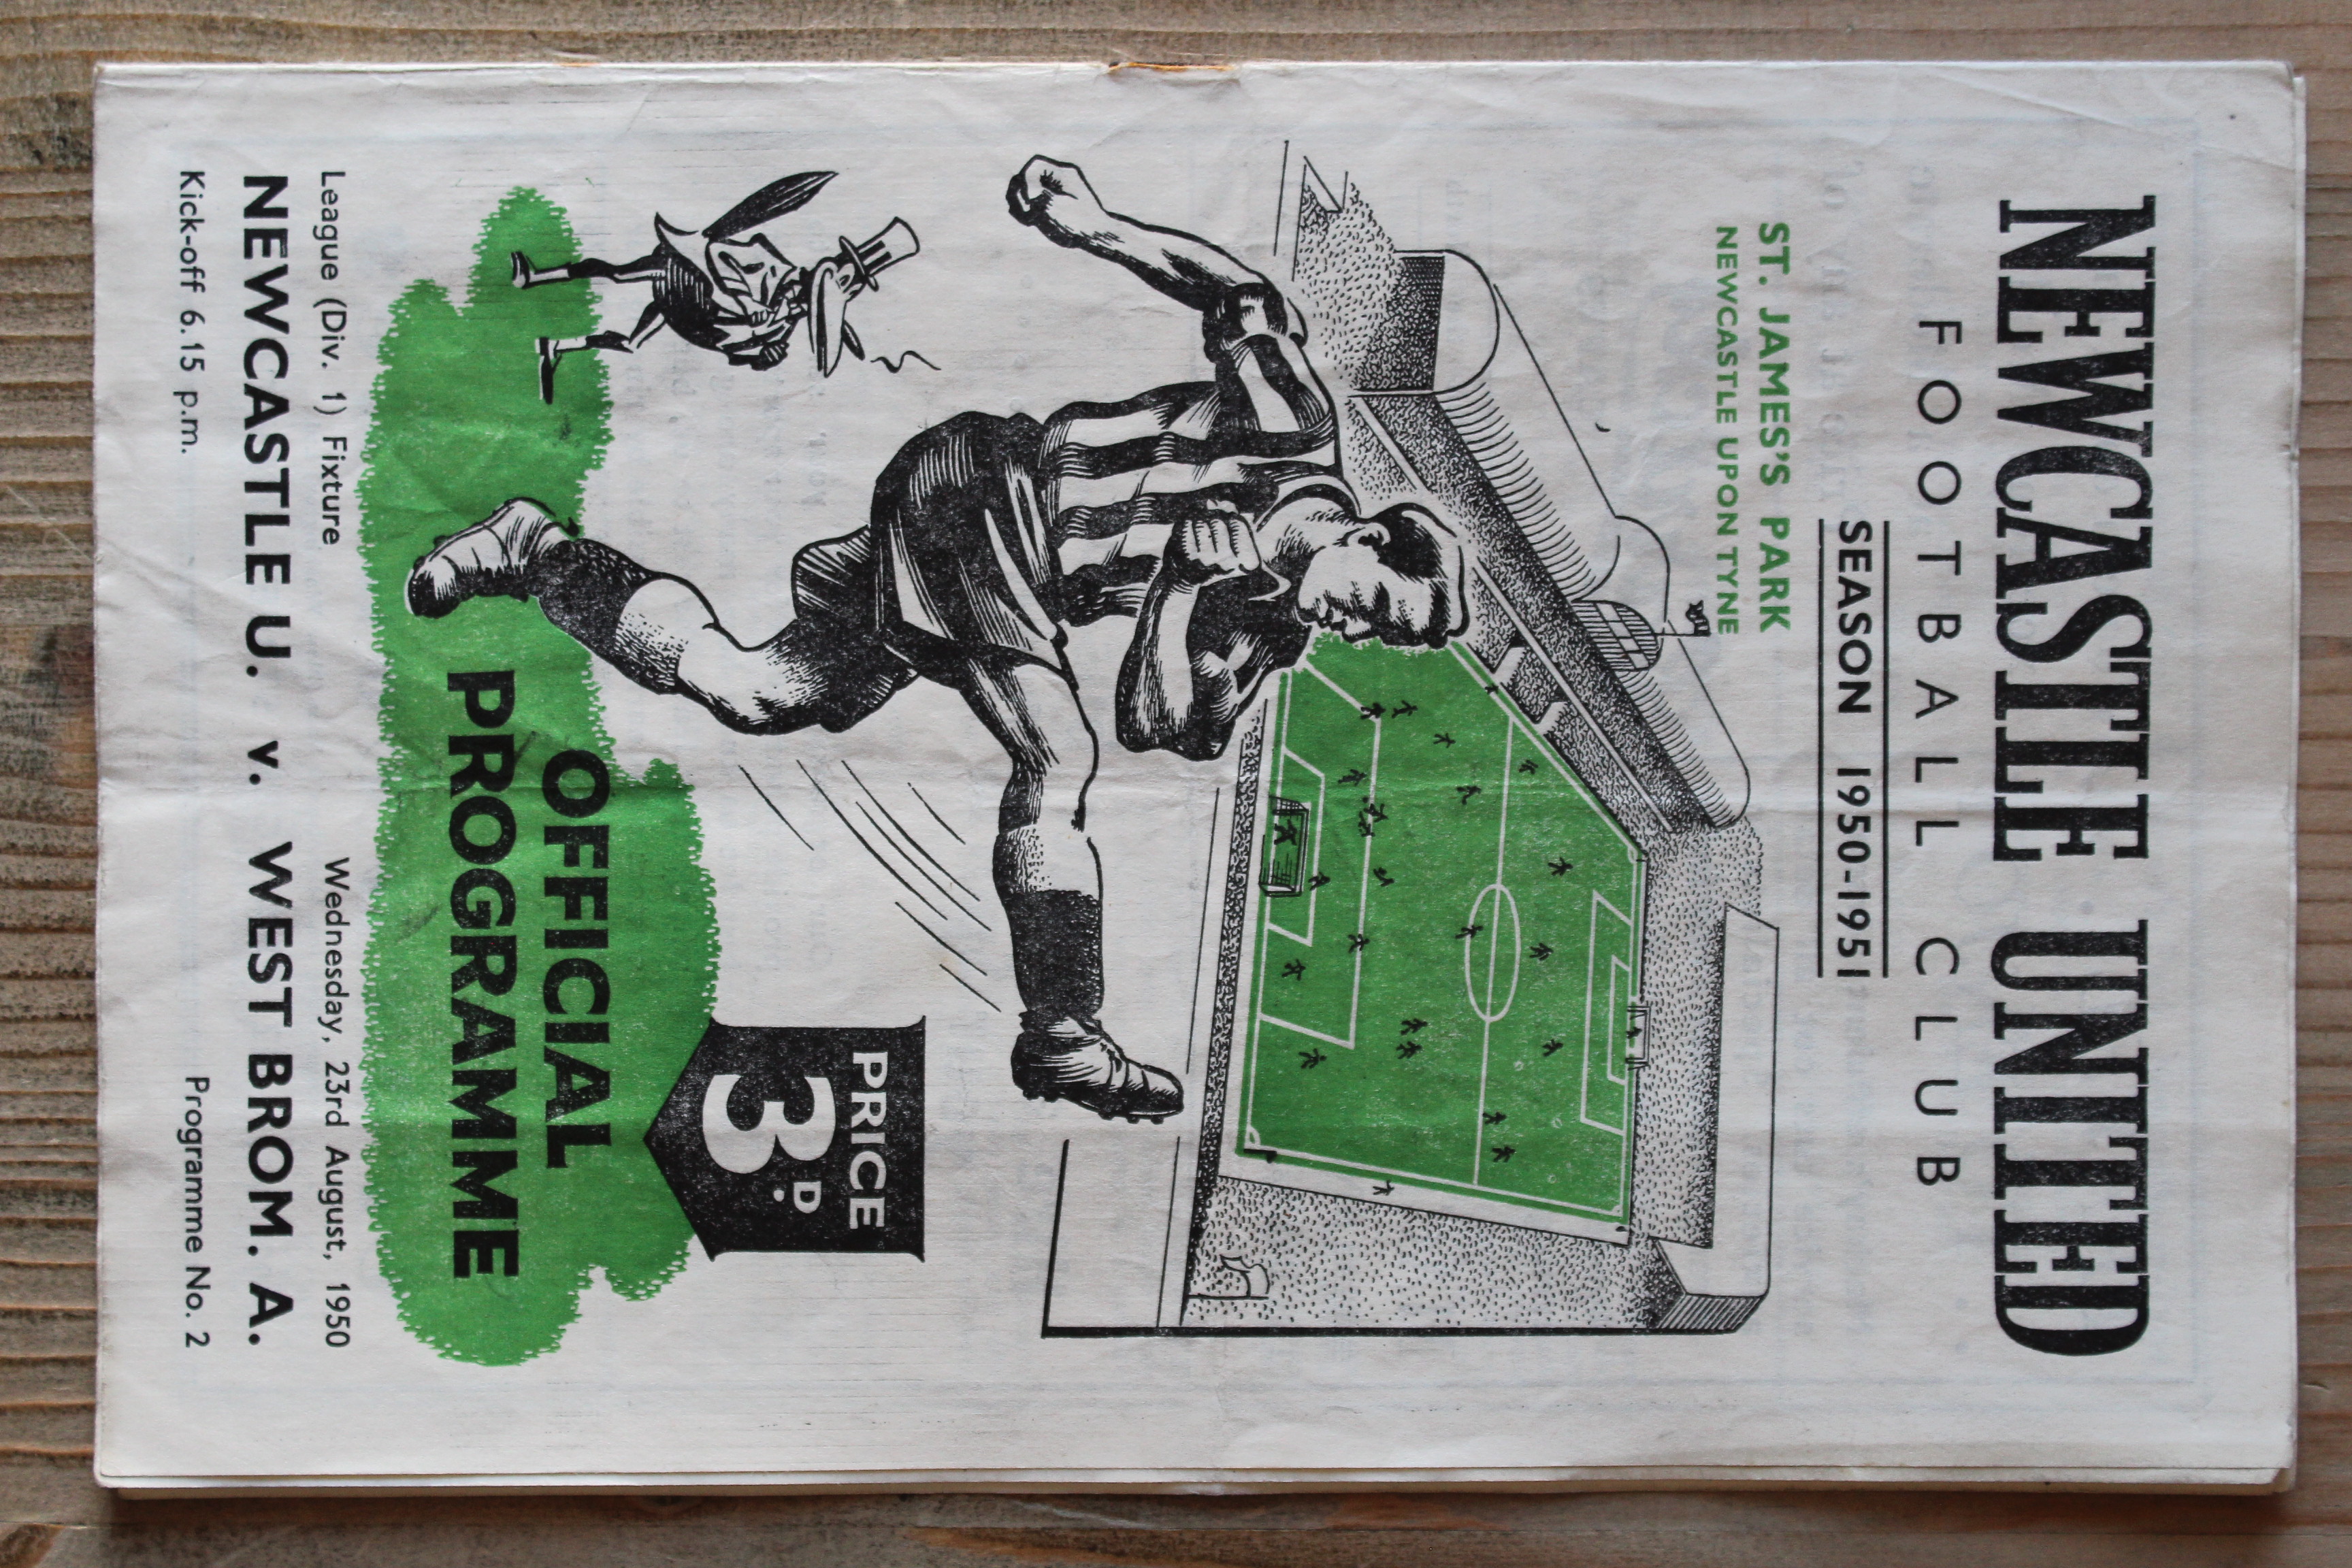 NEWCASTLE UNITED
FOOTBALL CLUB
SEASON 1950-1951
ST. JAMES'S PARK
NEWCASTLE UPON TYNE
PRICE
3D.
OFFICIAL
PROGRAMME
League (Div. 1) Fixture Wednesday, 23rd August, 1950
NEWCASTLE U. v. WEST BROM. A.
Kick-off 6.15 p.m. Programme No. 2